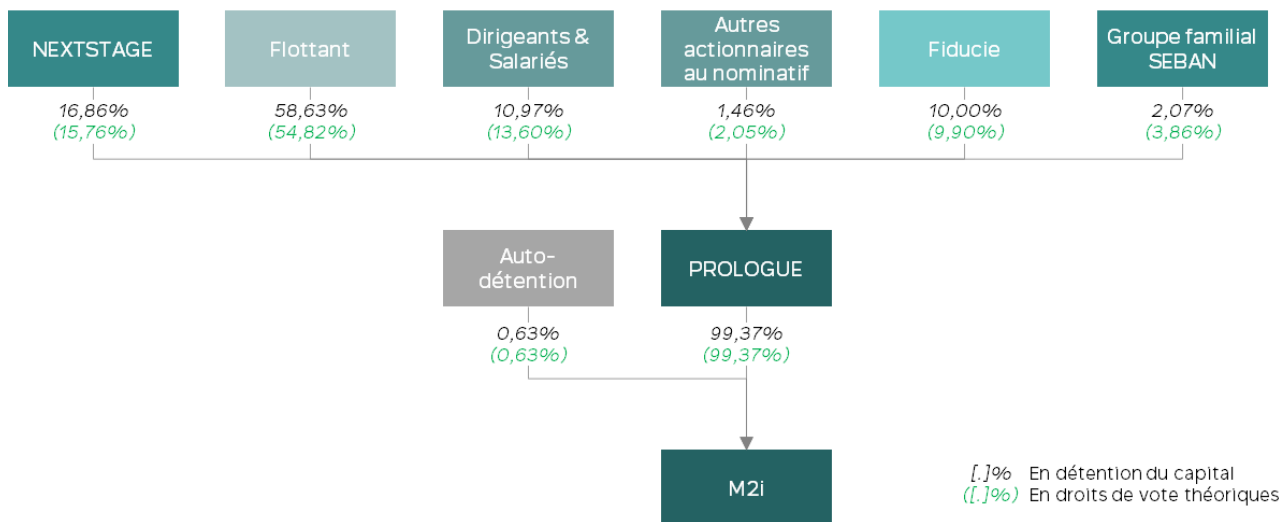 NEXTSTAGE
Flottant
Dirigeants &
Salariés
Autres
actionnaires
au nominatif
Fiducie
Groupe familial
SEBAN
16,86%
(15,76%)
58,63%
(54,82%)
10,97%
(13,60%)
1,46%
(2,05%)
10,00%
(9,90%)
2,07%
(3,86%)
Auto-
détention
PROLOGUE
0,63%
(0,63%)
99,37%
(99,37%)
M2i
[.]% En détention du capital
([.]%) En droits de vote théoriques